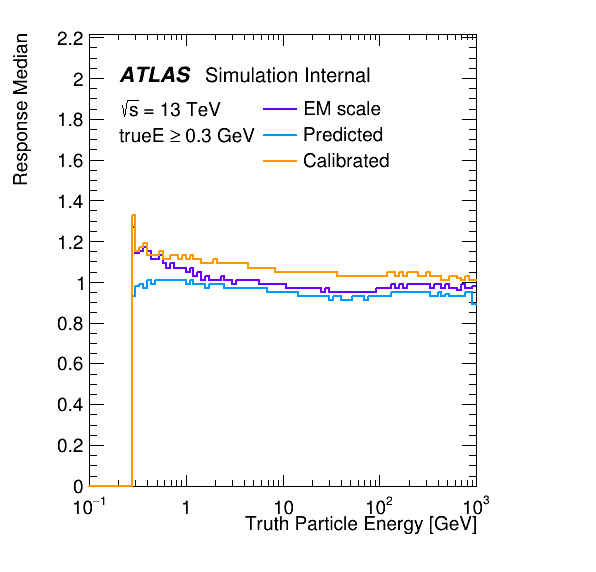 Response Median
2.2
2
1.8
1.6
1.4
1.2
1
0.8
0.6
0.4
0.2
0
ATLAS Simulation Internal
√s = 13 TeV
trueE ≥ 0.3 GeV
EM scale
Predicted
Calibrated
10⁻¹ 1 10 10² 10³
Truth Particle Energy [GeV]